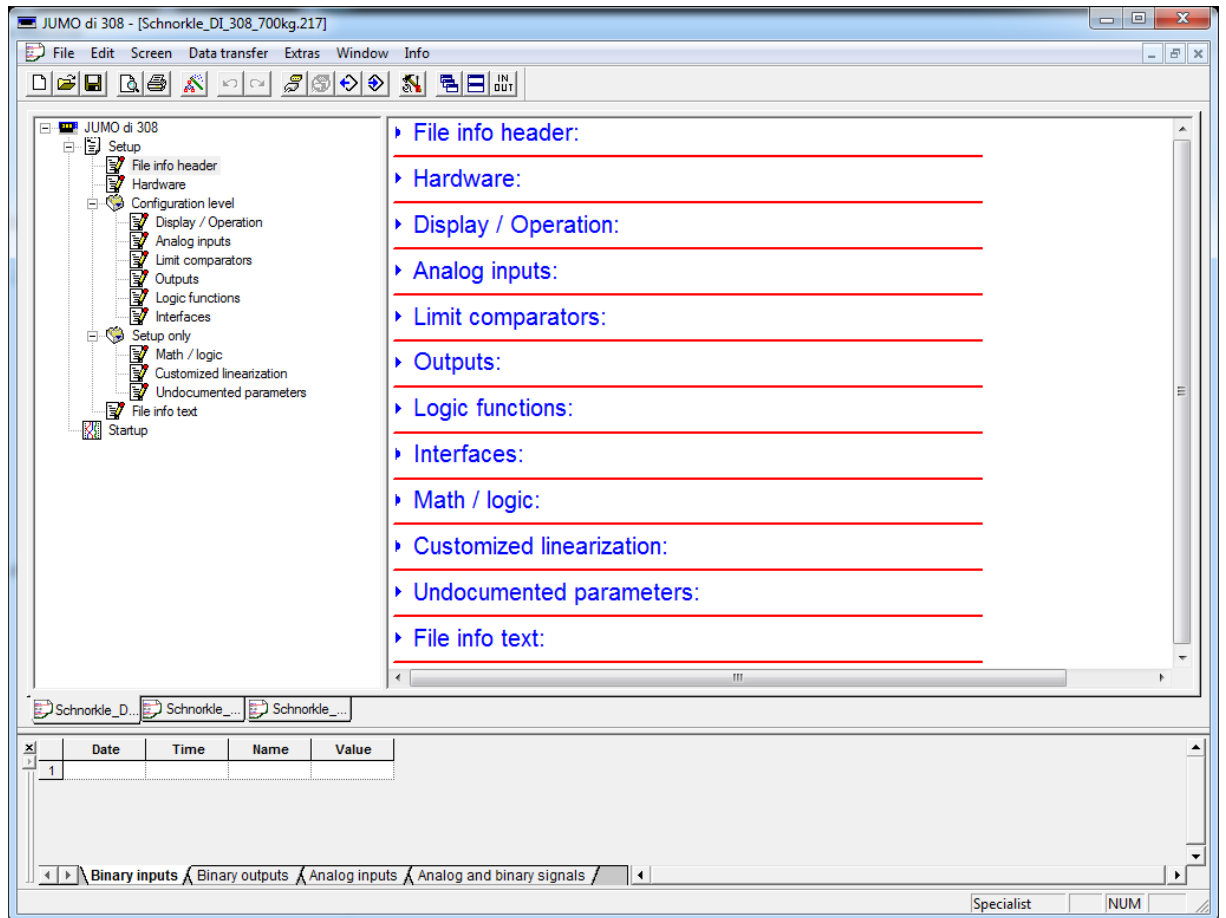 JUMO di 308 - [Schnorkle_DI_308_700kg.217]
File Edit Screen Data transfer Extras Window Info
IN
OUT
JUMO di 308
Setup
File info header
Hardware
Configuration level
Display / Operation
Analog inputs
Limit comparators
Outputs
Logic functions
Interfaces
Setup only
Math / logic
Customized linearization
Undocumented parameters
File info text
Startup
File info header:
Hardware:
Display / Operation:
Analog inputs:
Limit comparators:
Outputs:
Logic functions:
Interfaces:
Math / logic:
Customized linearization:
Undocumented parameters:
File info text:
Schnorkle_D... Schnorkle_... Schnorkle_...
Date Time Name Value
1
Binary inputs Binary outputs Analog inputs Analog and binary signals
Specialist NUM